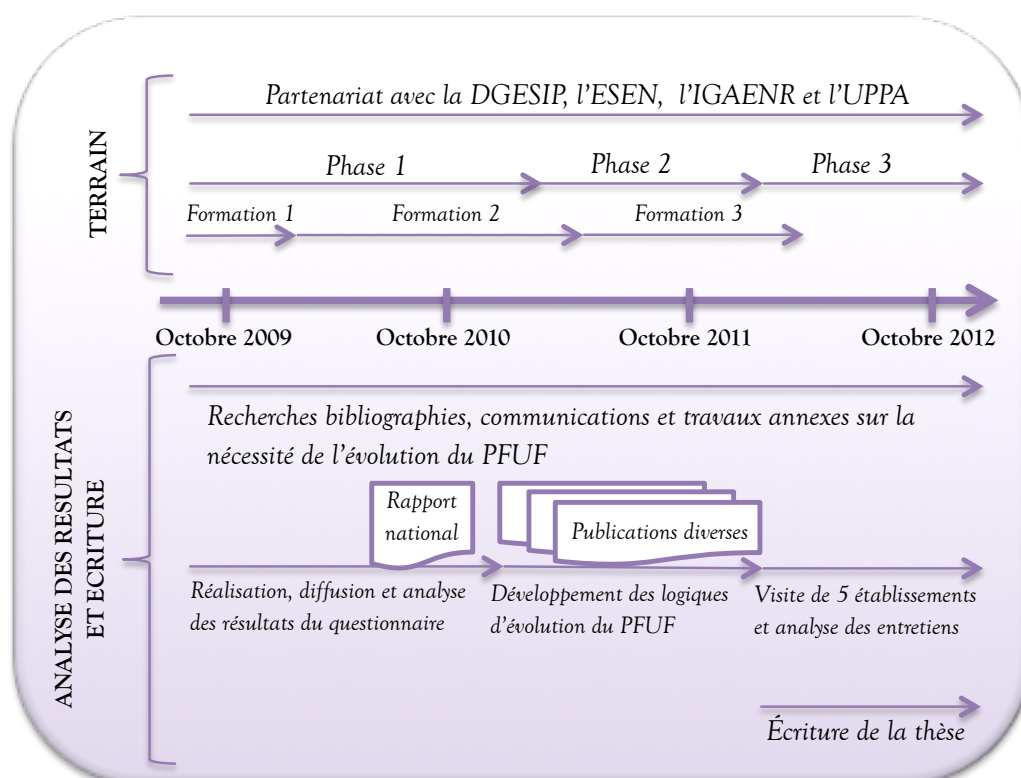 TERRAIN
Partenariat avec la DGESIP, l'ESEN, l'IGAENR et l'UPPA
Phase 1
Phase 2
Phase 3
Formation 1
Formation 2
Formation 3
Octobre 2009
Octobre 2010
Octobre 2011
Octobre 2012
ANALYSE DES RESULTATS
ET ECRITURE
Recherches bibliographies, communications et travaux annexes sur la
nécessité de l'évolution du PFUF
Rapport
national
Publications diverses
Réalisation, diffusion et analyse
des résultats du questionnaire
Développement des logiques
d'évolution du PFUF
Visite de 5 établissements
et analyse des entretiens
Écriture de la thèse